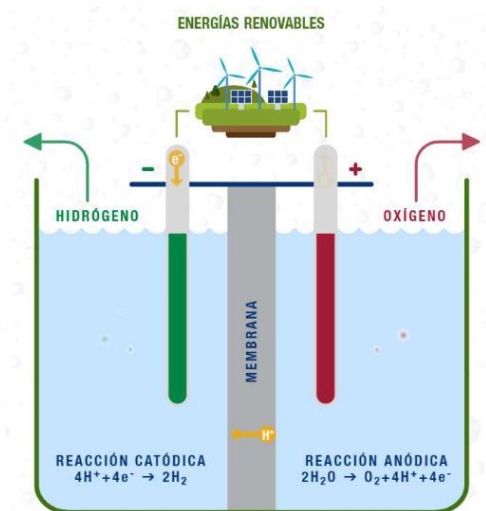 ENERGÍAS RENOVABLES
-
e-
+
HIDRÓGENO
OXÍGENO
MEMBRANA
H+
REACCIÓN CATÓDICA
4H⁺+4e⁻ → 2H₂
REACCIÓN ANÓDICA
2H₂O → O₂+4H⁺+4e⁻